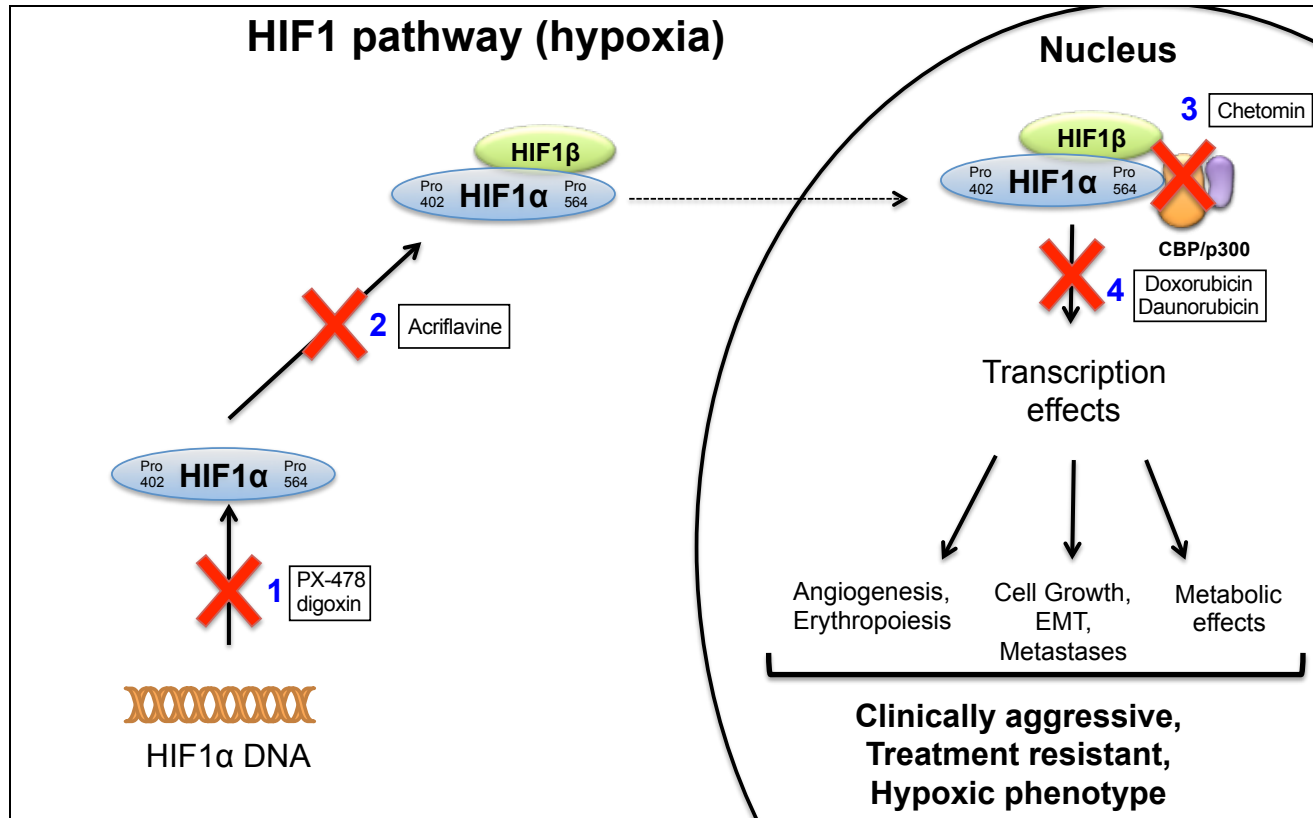 HIF1 pathway (hypoxia)
Nucleus
HIF1β
Pro
402
HIF1α
Pro
564
HIF1β
Pro
402
HIF1α
Pro
564
3
Chetomin
CBP/p300
4
Doxorubicin
Daunorubicin
2
Acriflavine
Transcription
effects
Pro
402
HIF1α
Pro
564
1
PX-478
digoxin
HIF1α DNA
Angiogenesis,
Erythropoiesis
Cell Growth,
EMT,
Metastases
Metabolic
effects
Clinically aggressive,
Treatment resistant,
Hypoxic phenotype